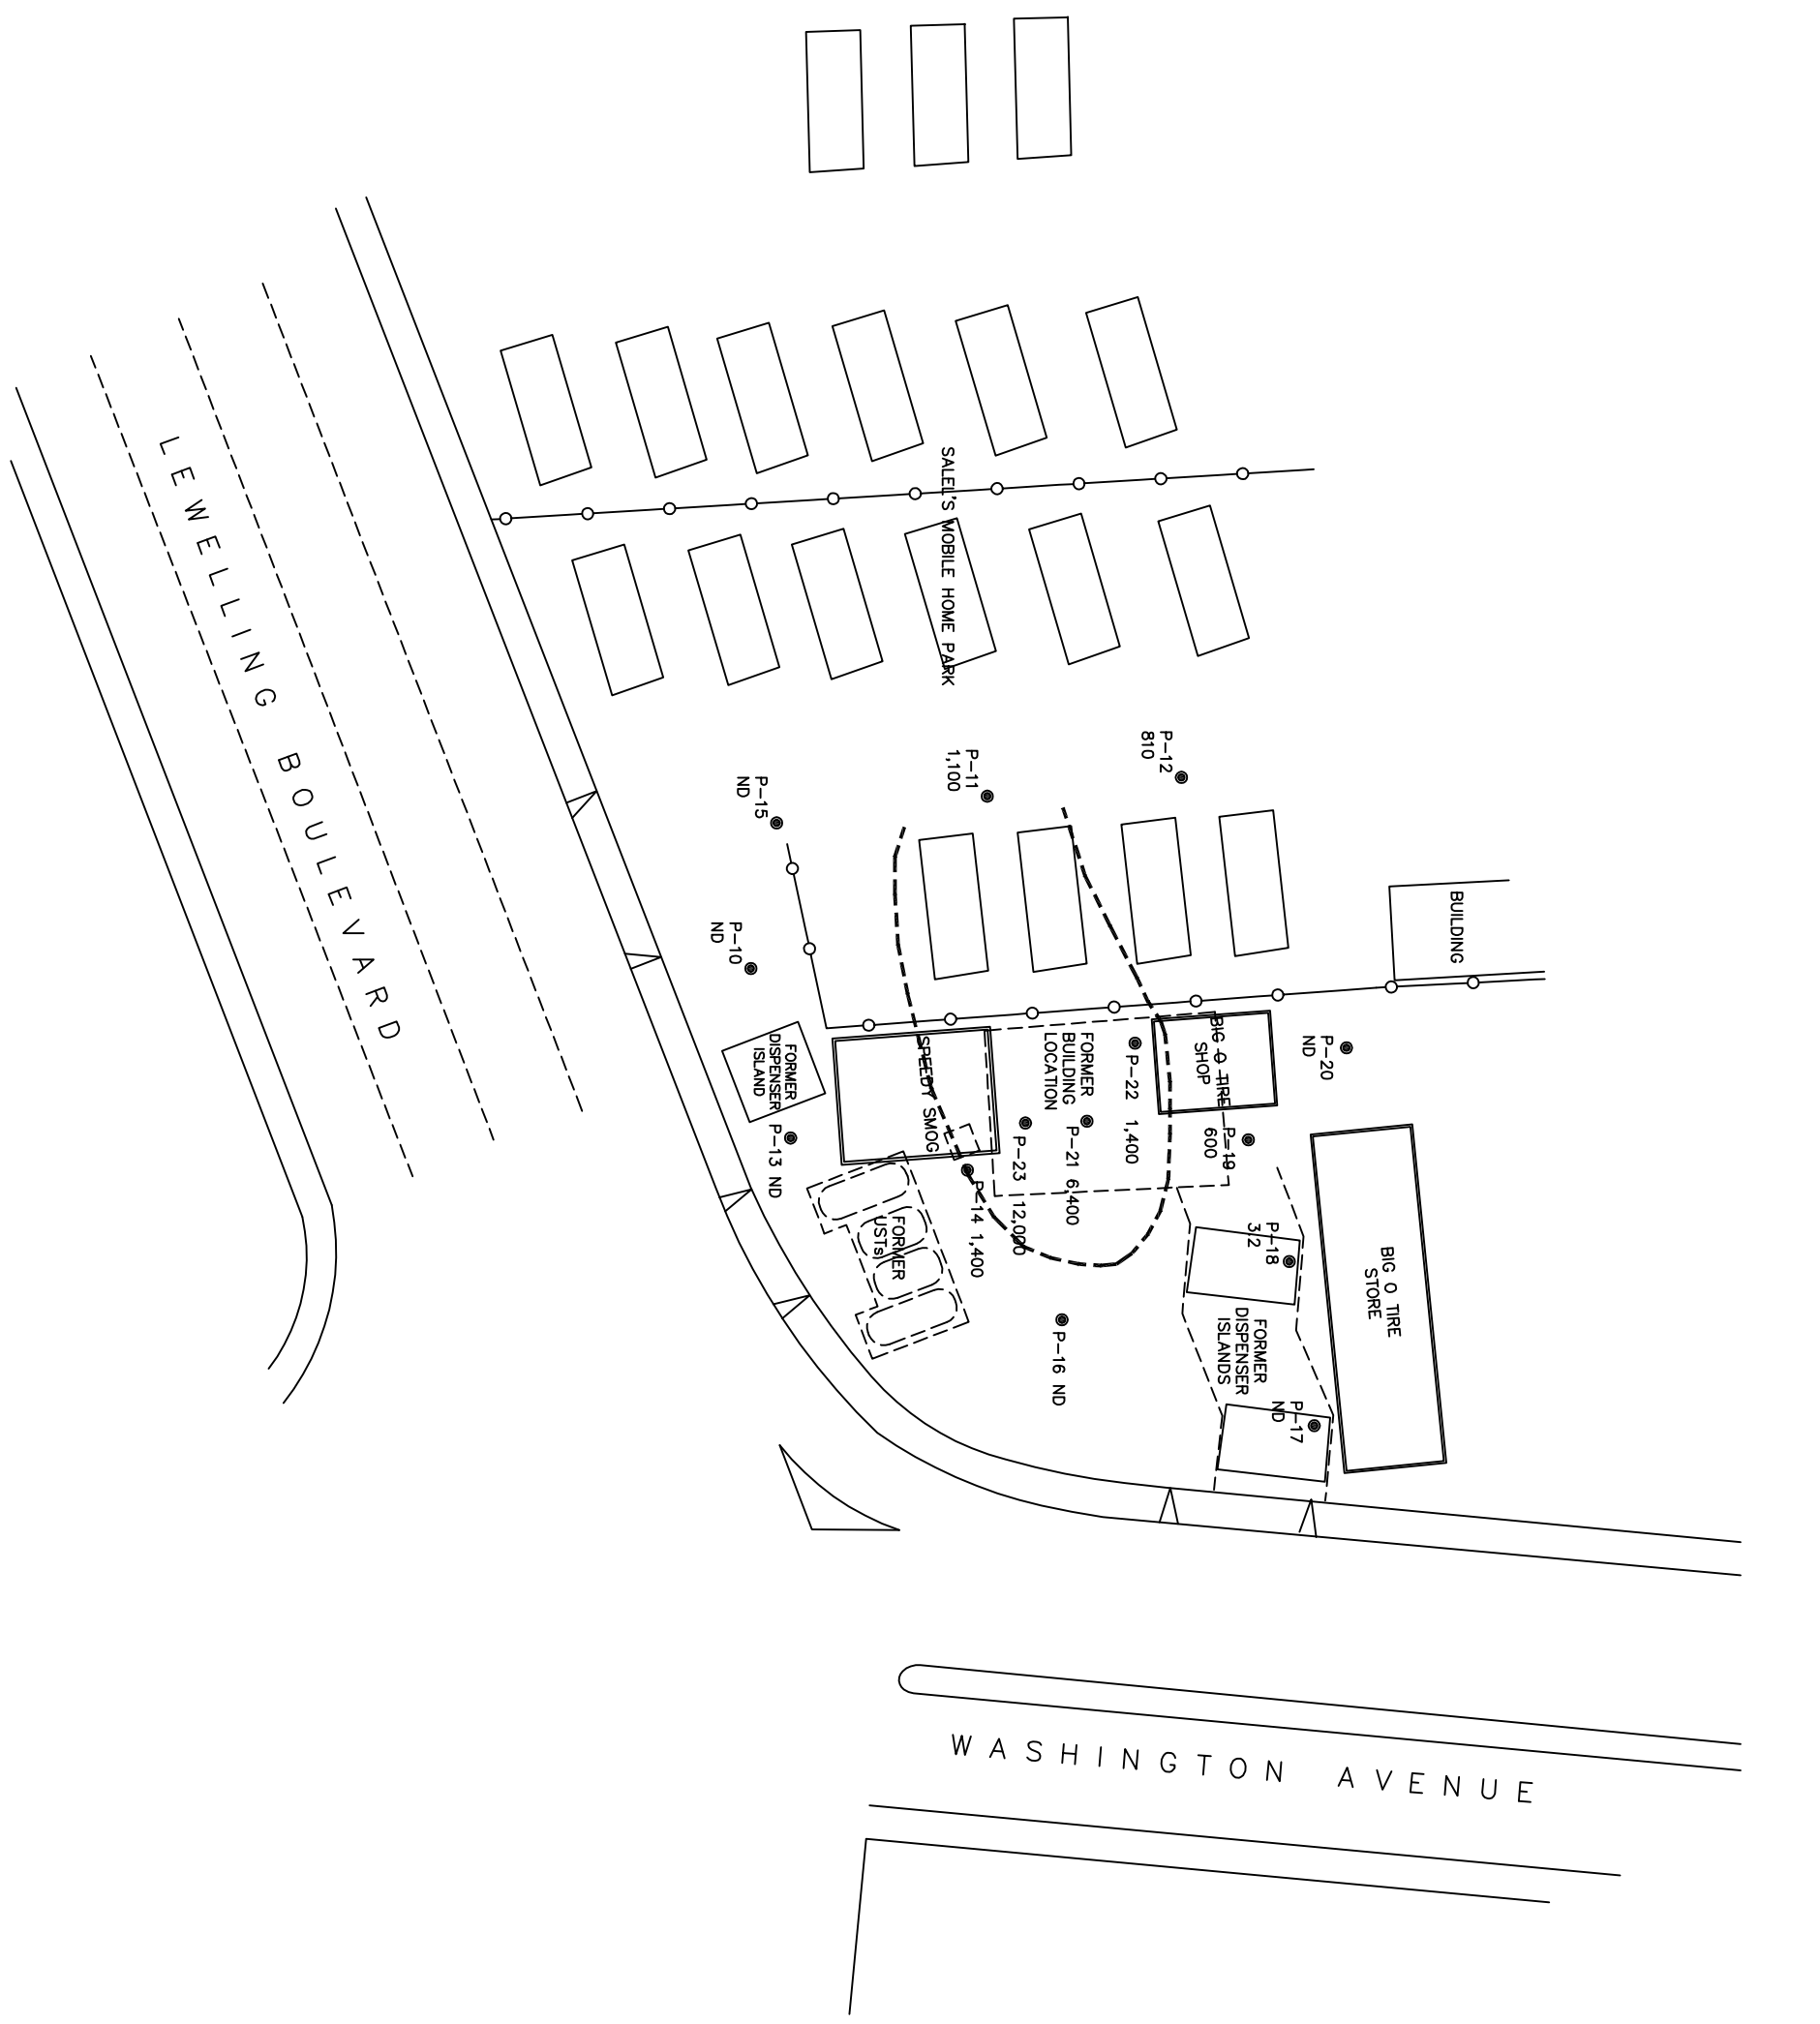 LEWELLING BOULEVARD
SALEL'S MOBILE HOME PARK
P-12
810
P-11
1,100
P-15
ND
P-10
ND
BUILDING
FORMER
DISPENSER
ISLAND
SPEEDY SMOG
FORMER
BUILDING
LOCATION
P-22 1,400
BIG O TIRE
SHOP
P-20
ND
P-13 ND
P-23 12,000
P-21 6,400
P-19
600
P-14 1,400
FORMER
USTs
P-18
3.2
BIG O TIRE
STORE
FORMER
DISPENSER
ISLANDS
P-16 ND
P-17
ND
WASHINGTON AVENUE